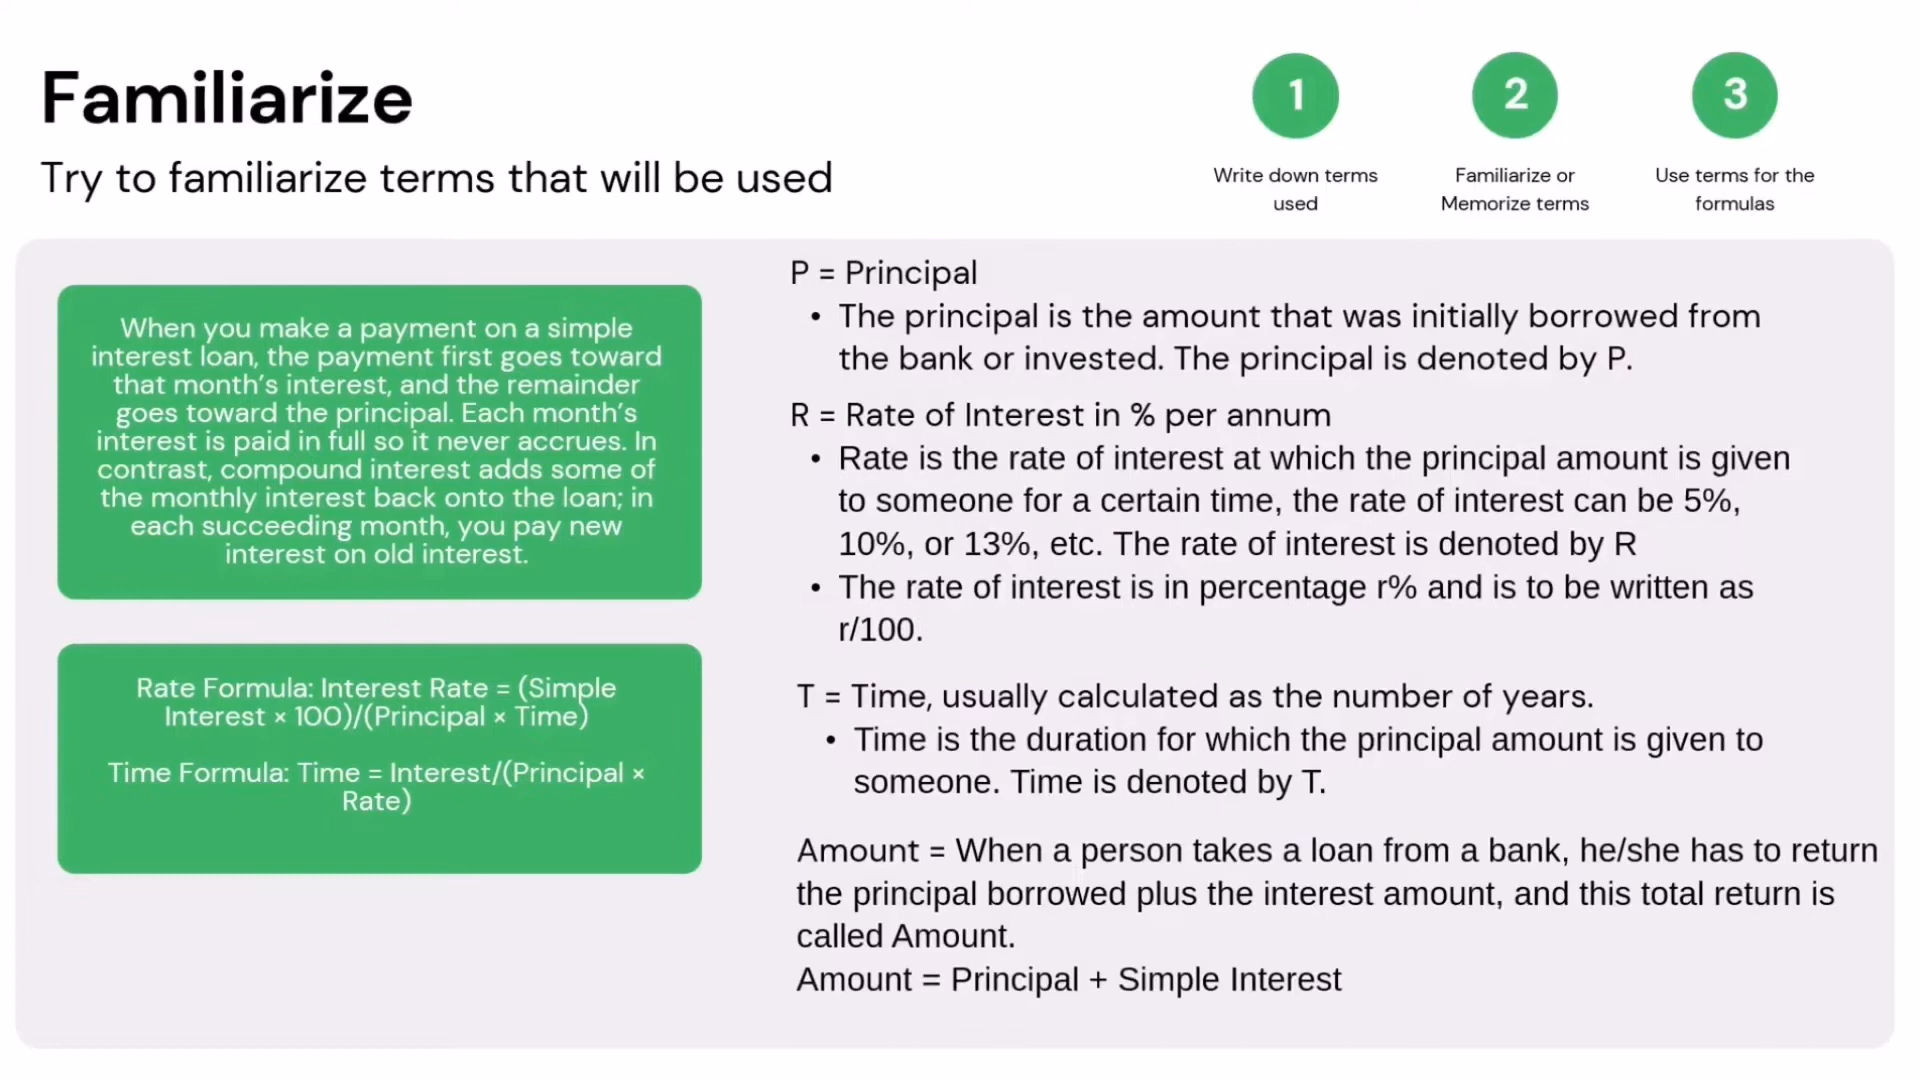 Familiarize
Try to familiarize terms that will be used
1
Write down terms
used
2
Familiarize or
Memorize terms
3
Use terms for the
formulas
When you make a payment on a simple
interest loan, the payment first goes toward
that month’s interest, and the remainder
goes toward the principal. Each month’s
interest is paid in full so it never accrues. In
contrast, compound interest adds some of
the monthly interest back onto the loan; in
each succeeding month, you pay new
interest on old interest.
Rate Formula: Interest Rate = (Simple
Interest × 100)/(Principal × Time)
Time Formula: Time = Interest/(Principal ×
Rate)
P = Principal
• The principal is the amount that was initially borrowed from
the bank or invested. The principal is denoted by P.
R = Rate of Interest in % per annum
• Rate is the rate of interest at which the principal amount is given
to someone for a certain time, the rate of interest can be 5%,
10%, or 13%, etc. The rate of interest is denoted by R
• The rate of interest is in percentage r% and is to be written as
r/100.
T = Time, usually calculated as the number of years.
• Time is the duration for which the principal amount is given to
someone. Time is denoted by T.
Amount = When a person takes a loan from a bank, he/she has to return
the principal borrowed plus the interest amount, and this total return is
called Amount.
Amount = Principal + Simple Interest